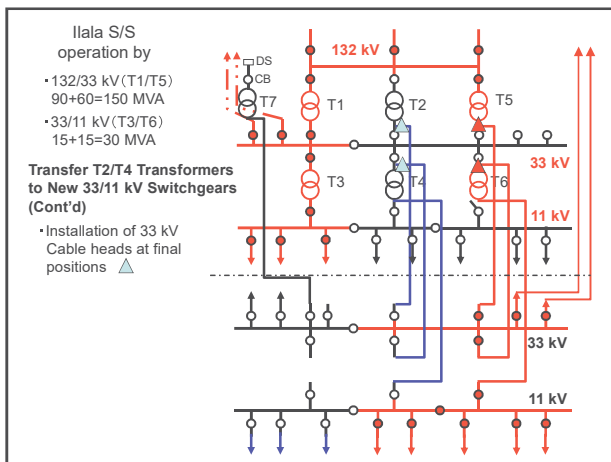 Ilala S/S
operation by
・132/33 kV(T1/T5)
90+60=150 MVA
・33/11 kV(T3/T6)
15+15=30 MVA
Transfer T2/T4 Transformers
to New 33/11 kV Switchgears
(Cont'd)
・Installation of 33 kV
Cable heads at final
positions
DS
CB
T7
132 kV
T1
T2
T5
33 kV
T3
T4
T6
11 kV
33 kV
11 kV